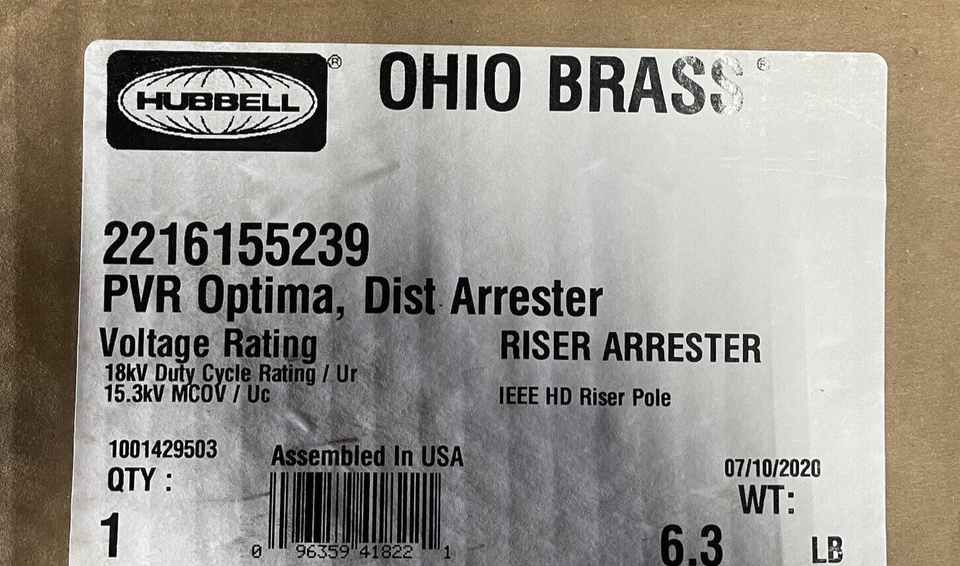 HUBBELL® OHIO BRASS®
2216155239
PVR Optima, Dist Arrester
Voltage Rating RISER ARRESTER
18kV Duty Cycle Rating / Ur
15.3kV MCOV / Uc IEEE HD Riser Pole
1001429503 Assembled In USA 07/10/2020
QTY : WT:
1 6.3 LB
0 96359 41822 1